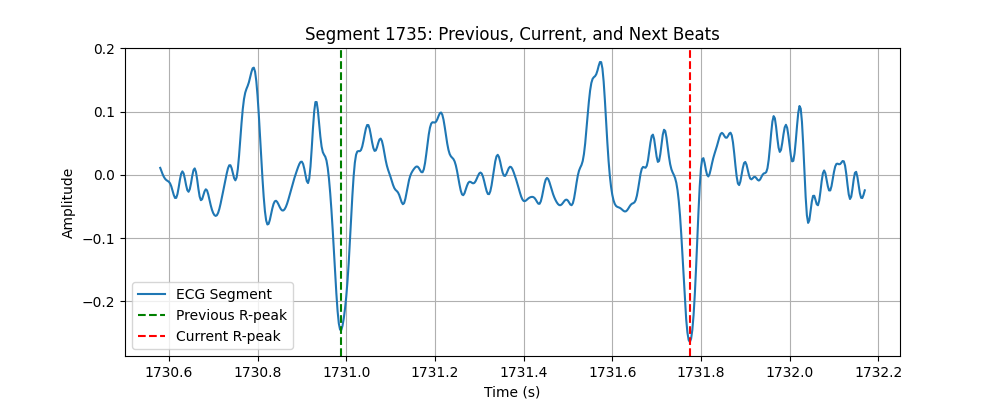 Segment 1735: Previous, Current, and Next Beats
0.2
0.1
0.0
−0.1
−0.2
Amplitude
ECG Segment
Previous R-peak
Current R-peak
1730.6 1730.8 1731.0 1731.2 1731.4 1731.6 1731.8 1732.0 1732.2
Time (s)